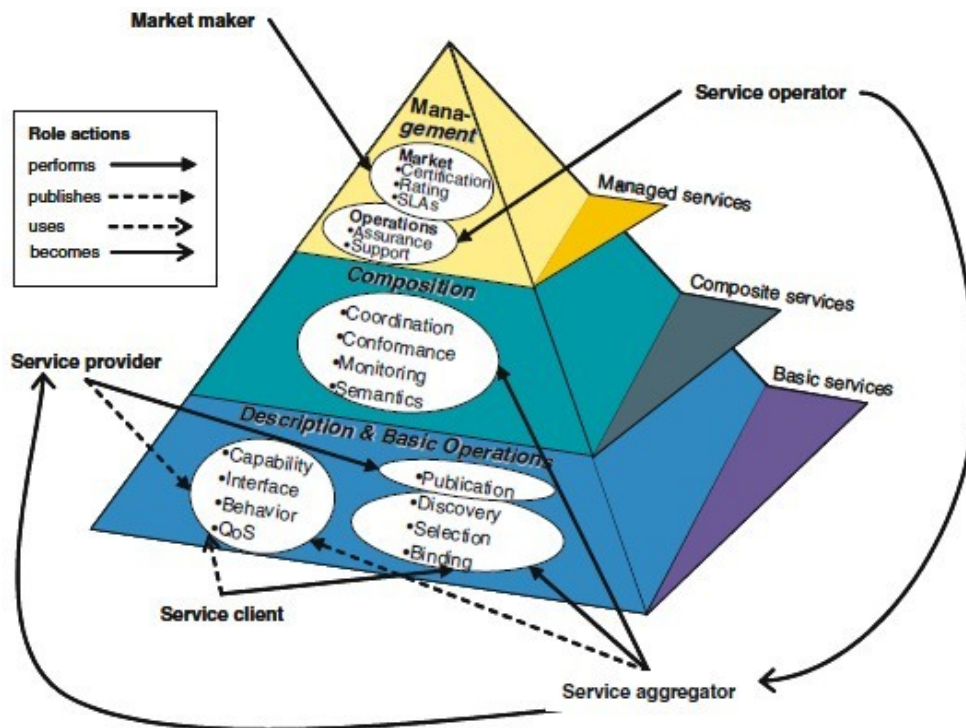 Market maker
Service operator
Role actions
performs
publishes
uses
becomes
Mana-
gement
Market
•Certification
•Rating
•SLAs
Operations
•Assurance
•Support
Managed services
Composition
•Coordination
•Conformance
•Monitoring
•Semantics
Composite services
Service provider
Basic services
Description & Basic Operations
•Capability
•Interface
•Behavior
•QoS
•Publication
•Discovery
•Selection
•Binding
Service client
Service aggregator